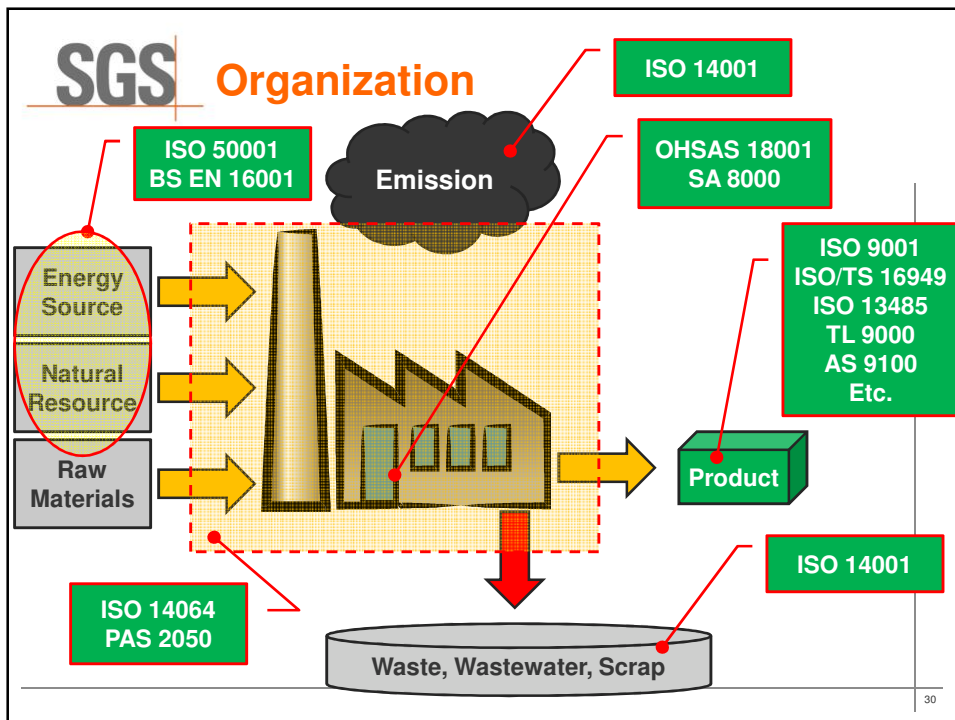 SGS
Organization
ISO 14001
ISO 50001
BS EN 16001
Emission
OHSAS 18001
SA 8000
ISO 9001
ISO/TS 16949
ISO 13485
TL 9000
AS 9100
Etc.
Energy
Source
Natural
Resource
Raw
Materials
Product
ISO 14001
ISO 14064
PAS 2050
Waste, Wastewater, Scrap
30